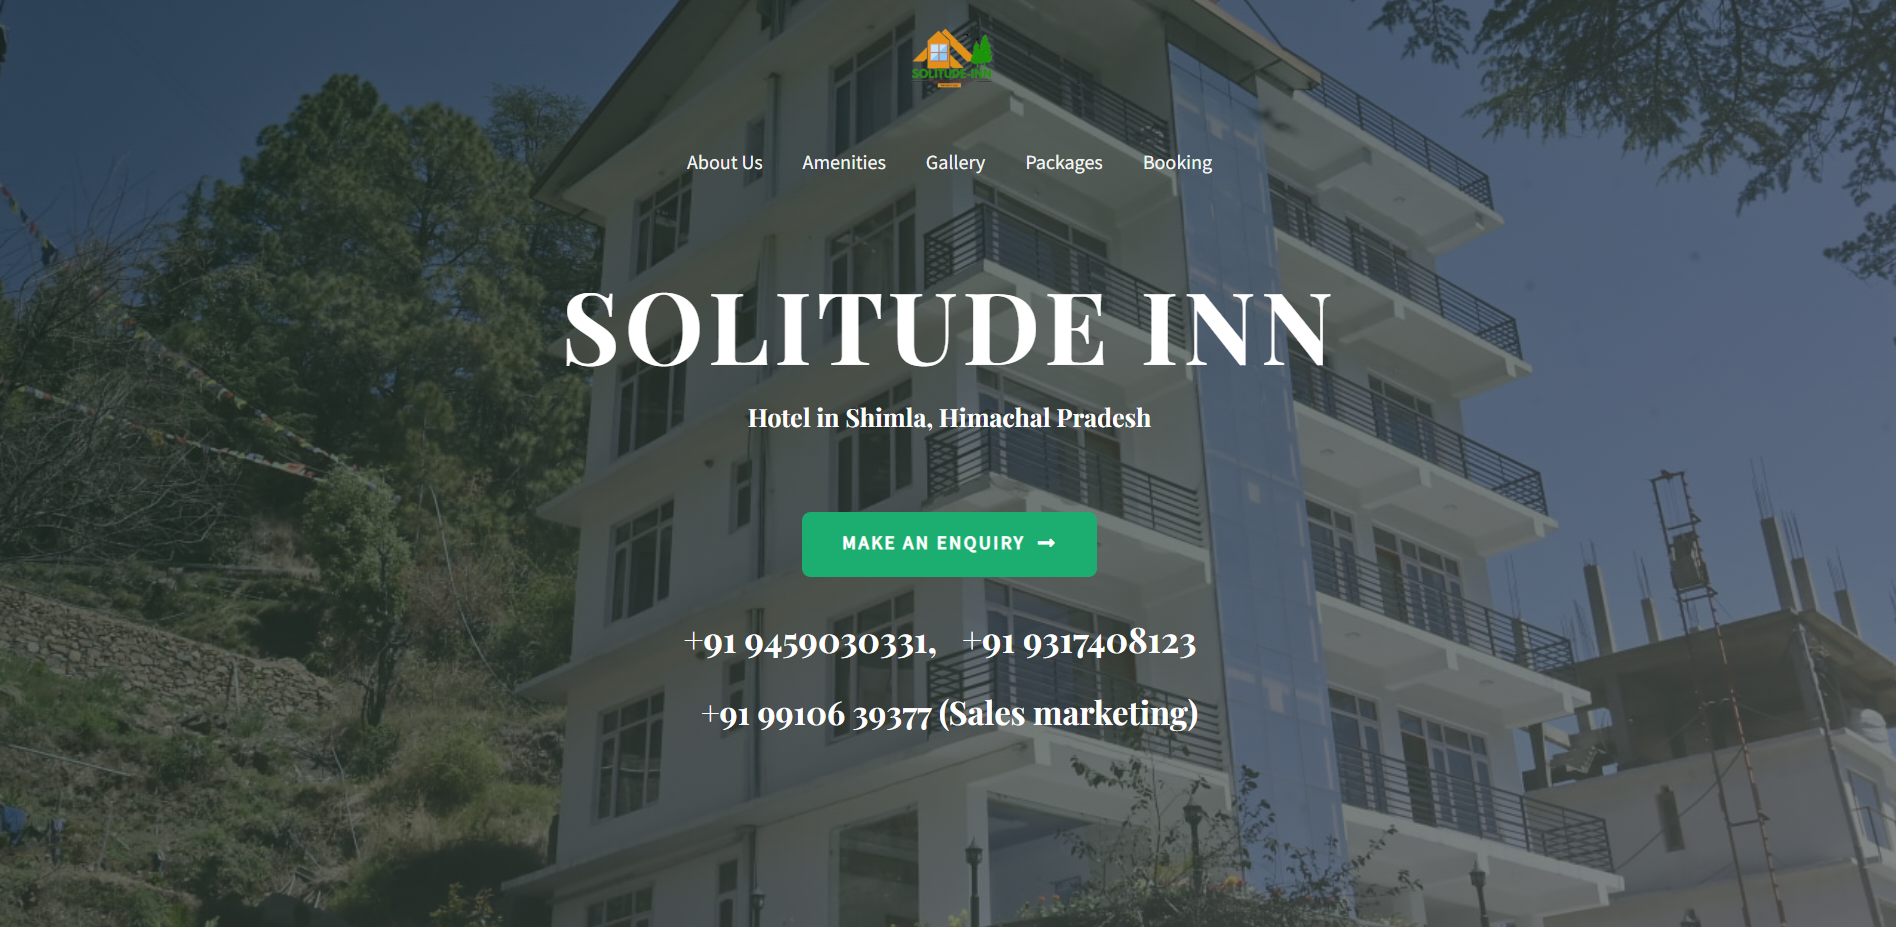 SOLITUDE-INN
About Us Amenities Gallery Packages Booking
SOLITUDE INN
Hotel in Shimla, Himachal Pradesh
MAKE AN ENQUIRY →
+91 9459030331, +91 9317408123
+91 99106 39377 (Sales marketing)